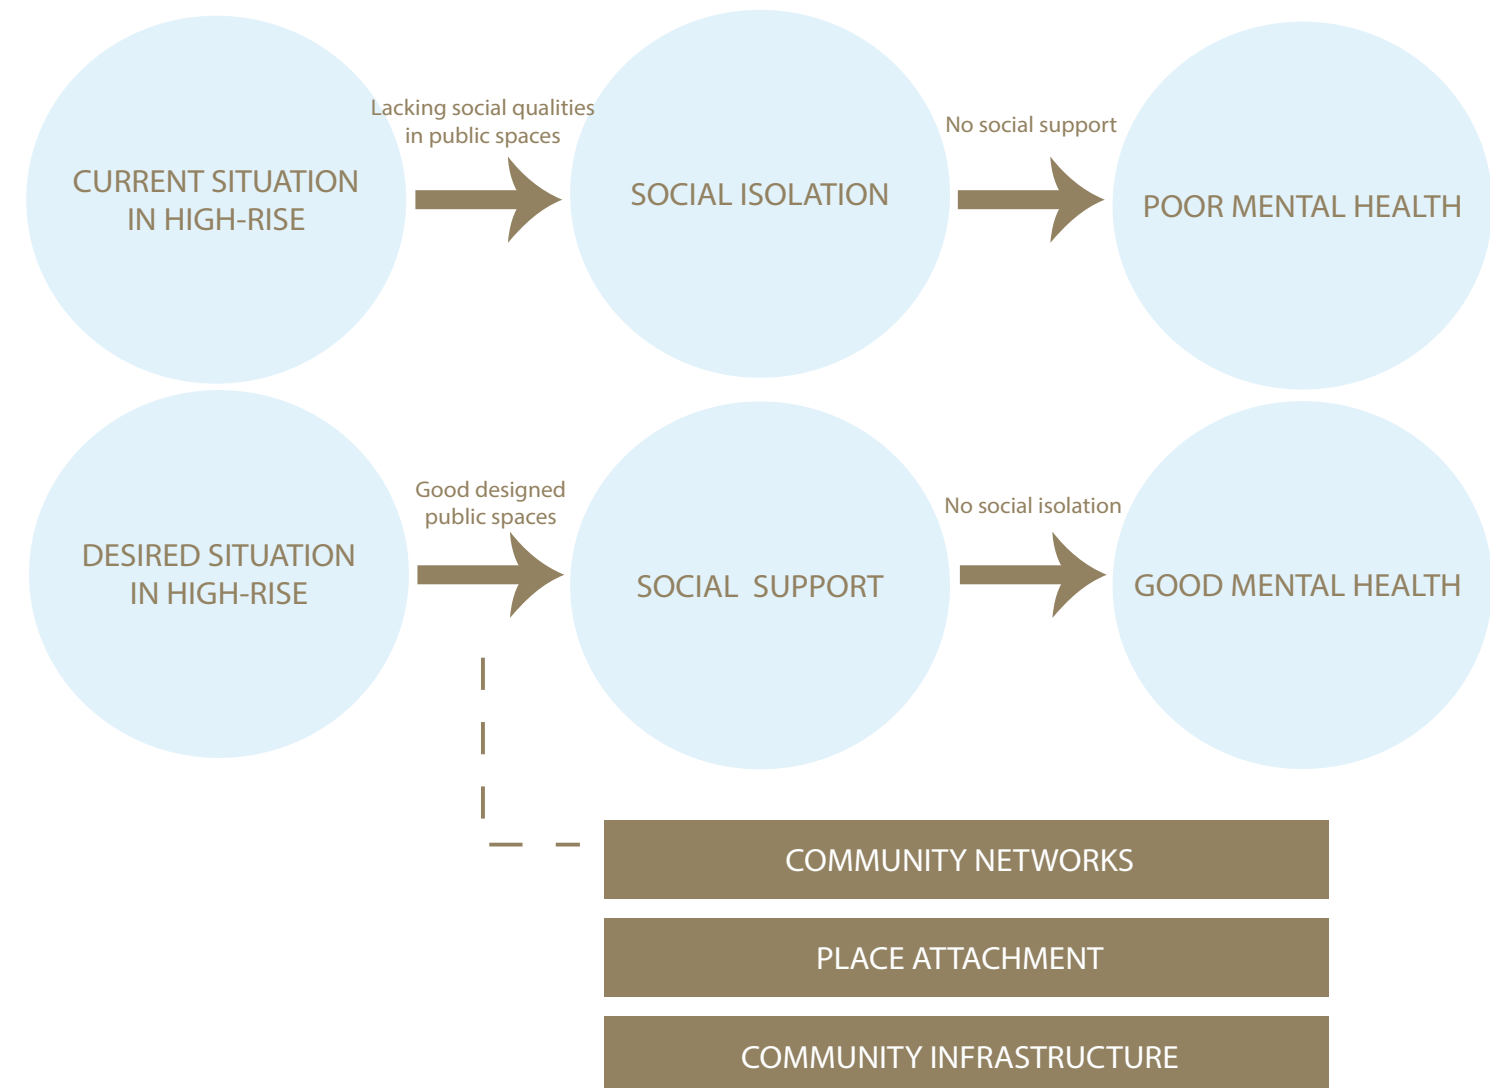 Lacking social qualities
in public spaces
No social support
CURRENT SITUATION
IN HIGH-RISE
SOCIAL ISOLATION
POOR MENTAL HEALTH
Good designed
public spaces
No social isolation
DESIRED SITUATION
IN HIGH-RISE
SOCIAL SUPPORT
GOOD MENTAL HEALTH
COMMUNITY NETWORKS
PLACE ATTACHMENT
COMMUNITY INFRASTRUCTURE